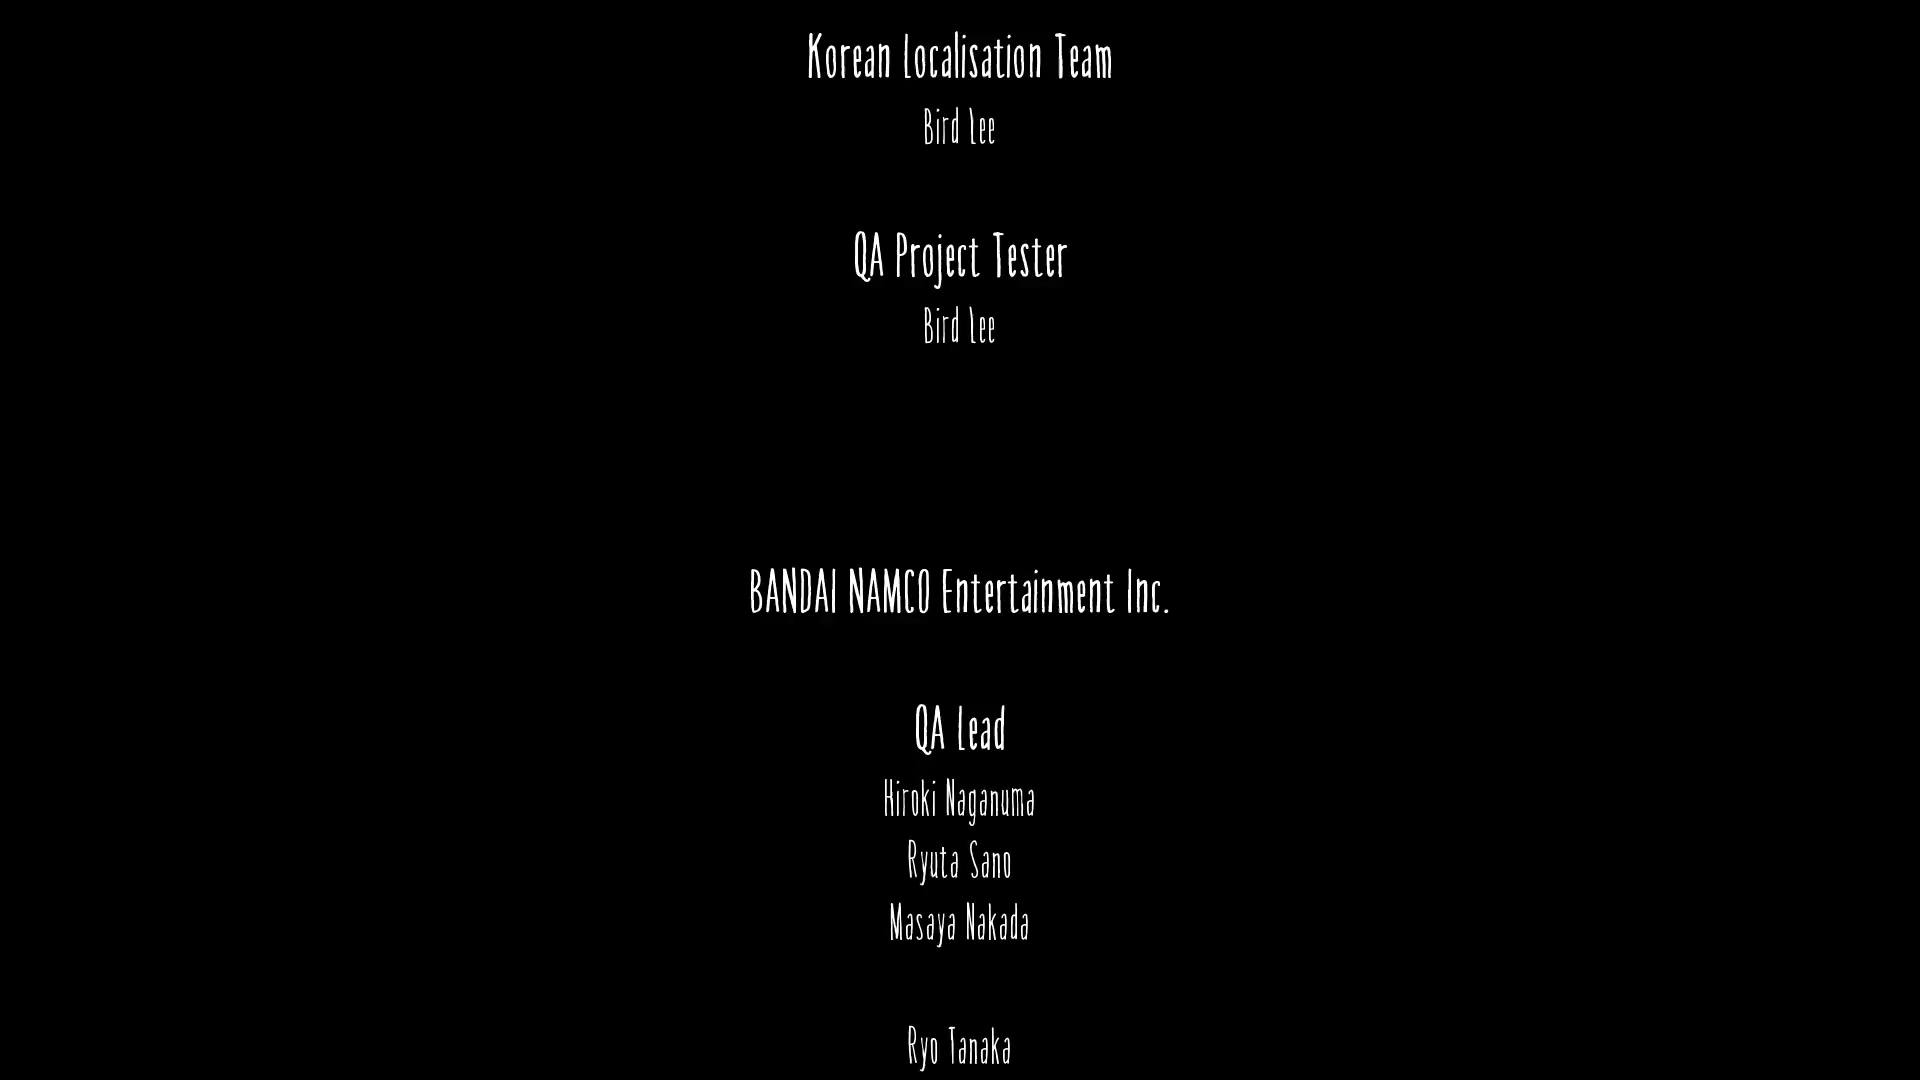 Korean Localisation Team
Bird Lee
QA Project Tester
Bird Lee
BANDAI NAMCO Entertainment Inc.
QA Lead
Hiroki Naganuma
Ryuta Sano
Masaya Nakada
Ryo Tanaka